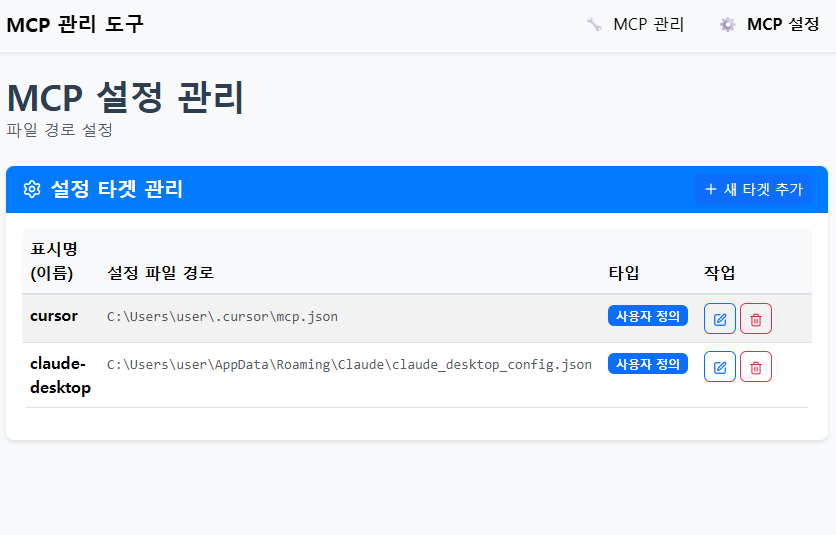 MCP 관리 도구
MCP 관리
MCP 설정
MCP 설정 관리
파일 경로 설정
설정 타겟 관리
새 타겟 추가
표시명
(이름)
설정 파일 경로
타입
작업
cursor
C:\Users\user\.cursor\mcp.json
사용자 정의
claude-
desktop
C:\Users\user\AppData\Roaming\Claude\claude_desktop_config.json
사용자 정의